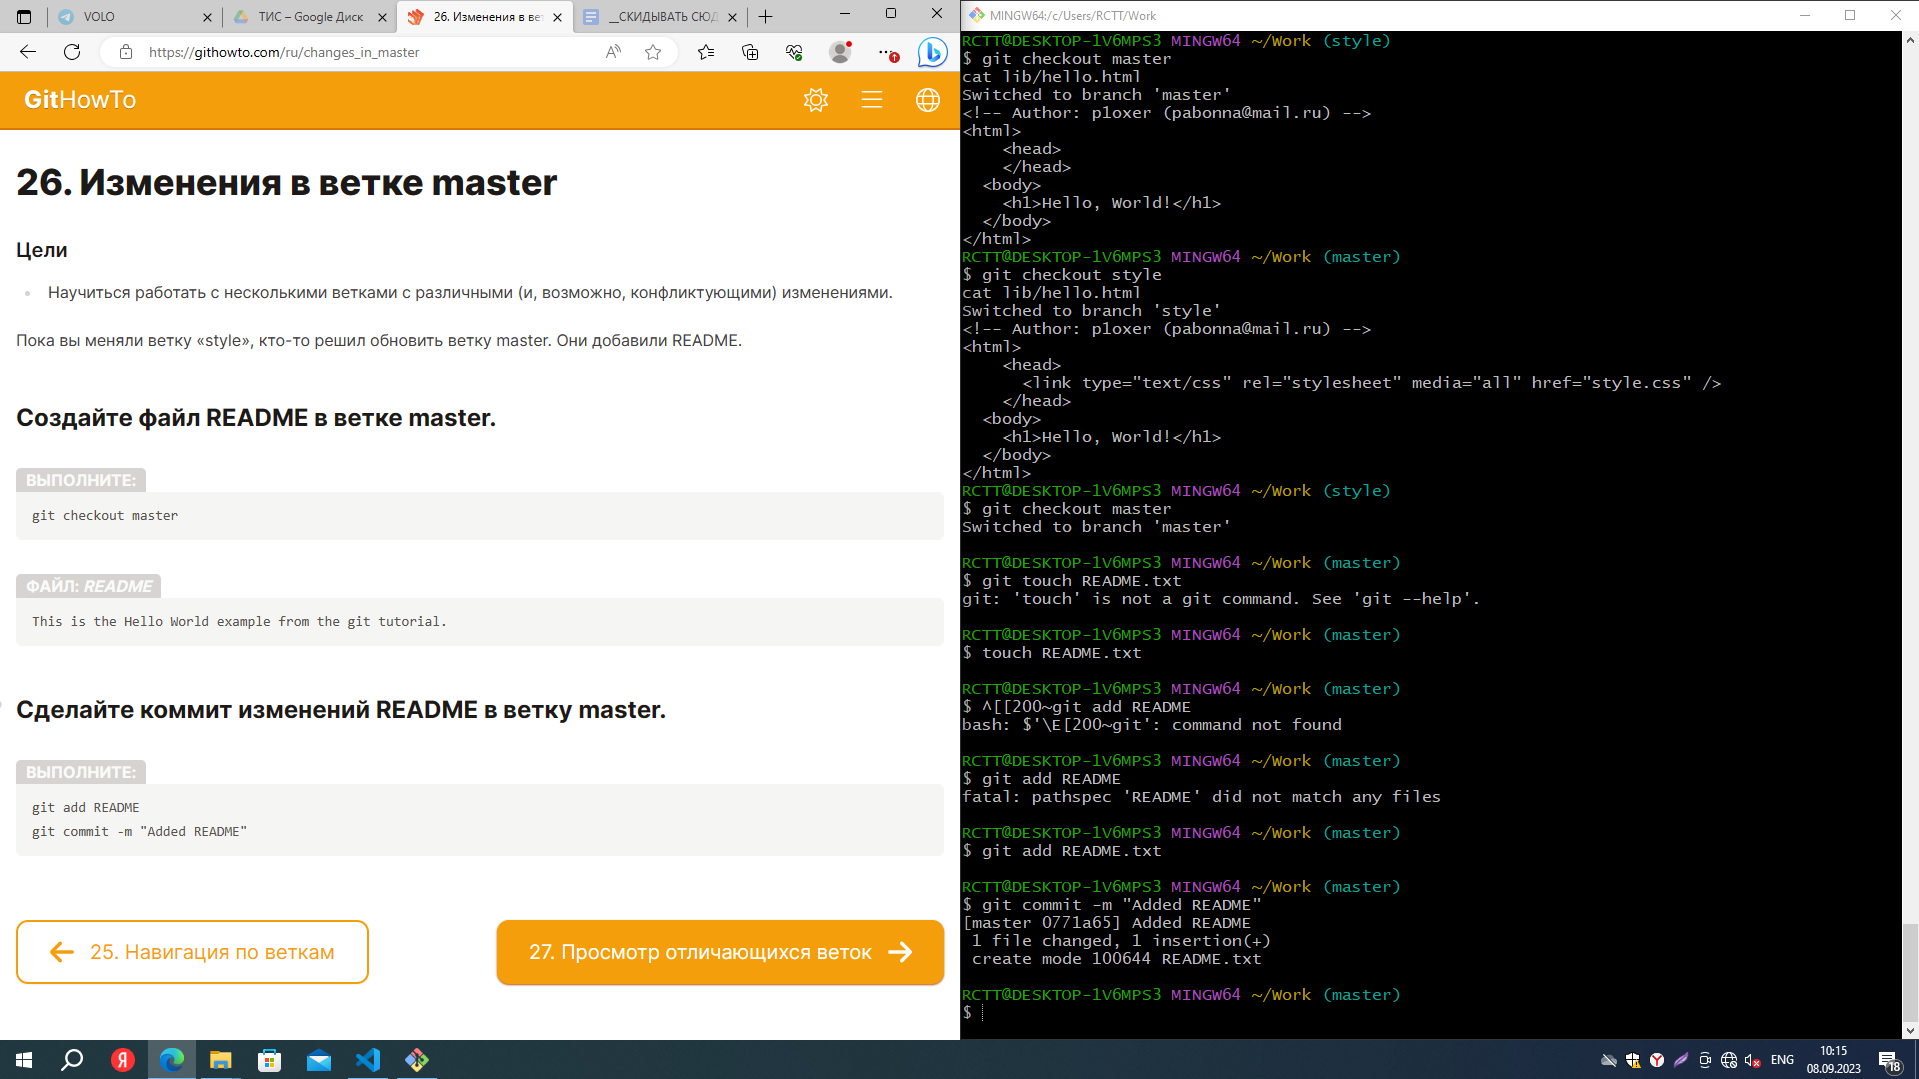 VOLO
ТИС – Google Диск
26. Изменения в вет
__СКИДЫВАТЬ СЮД
https://githowto.com/ru/changes_in_master
GitHowTo
26. Изменения в ветке master
Цели
Научиться работать с несколькими ветками с различными (и, возможно, конфликтующими) изменениями.
Пока вы меняли ветку «style», кто-то решил обновить ветку master. Они добавили README.
Создайте файл README в ветке master.
ВЫПОЛНИТЕ:
git checkout master
ФАЙЛ: README
This is the Hello World example from the git tutorial.
Сделайте коммит изменений README в ветку master.
ВЫПОЛНИТЕ:
git add README
git commit -m "Added README"
25. Навигация по веткам
27. Просмотр отличающихся веток
MINGW64:/c/Users/RCTT/Work
RCTT@DESKTOP-1V6MPS3 MINGW64 ~/Work (style)
$ git checkout master
cat lib/hello.html
Switched to branch 'master'
<!-- Author: p1oxer (pabonna@mail.ru) -->
<html>
<head>
</head>
<body>
<h1>Hello, World!</h1>
</body>
</html>
RCTT@DESKTOP-1V6MPS3 MINGW64 ~/Work (master)
$ git checkout style
cat lib/hello.html
Switched to branch 'style'
<!-- Author: p1oxer (pabonna@mail.ru) -->
<html>
<head>
<link type="text/css" rel="stylesheet" media="all" href="style.css" />
</head>
<body>
<h1>Hello, World!</h1>
</body>
</html>
RCTT@DESKTOP-1V6MPS3 MINGW64 ~/Work (style)
$ git checkout master
Switched to branch 'master'
RCTT@DESKTOP-1V6MPS3 MINGW64 ~/Work (master)
$ git touch README.txt
git: 'touch' is not a git command. See 'git --help'.
RCTT@DESKTOP-1V6MPS3 MINGW64 ~/Work (master)
$ touch README.txt
RCTT@DESKTOP-1V6MPS3 MINGW64 ~/Work (master)
$ ^[[200~git add README
bash: $'\E[200~git': command not found
RCTT@DESKTOP-1V6MPS3 MINGW64 ~/Work (master)
$ git add README
fatal: pathspec 'README' did not match any files
RCTT@DESKTOP-1V6MPS3 MINGW64 ~/Work (master)
$ git add README.txt
RCTT@DESKTOP-1V6MPS3 MINGW64 ~/Work (master)
$ git commit -m "Added README"
[master 0771a65] Added README
1 file changed, 1 insertion(+)
create mode 100644 README.txt
RCTT@DESKTOP-1V6MPS3 MINGW64 ~/Work (master)
$
ENG
10:15
08.09.2023
18